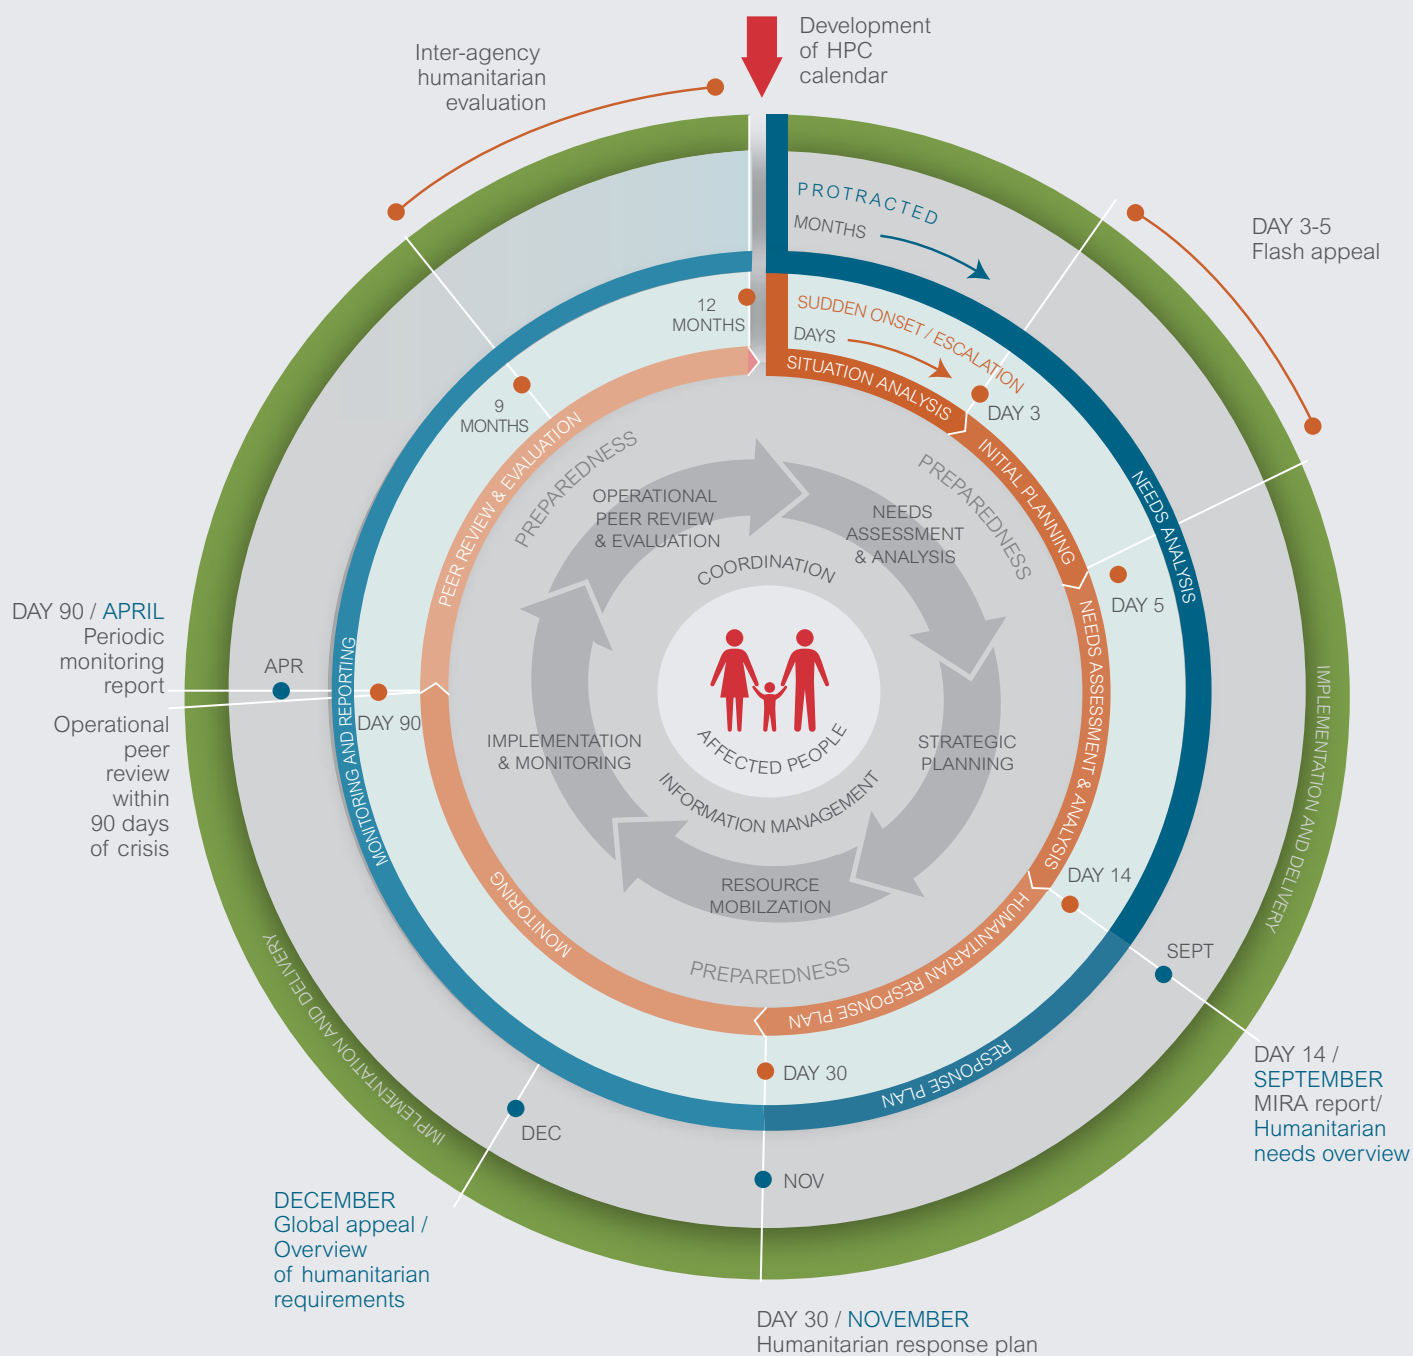 Development
of HPC
calendar
Inter-agency
humanitarian
evaluation
DAY 3-5
Flash appeal
PROTRACTED
MONTHS
SUDDEN ONSET / ESCALATION
DAYS
SITUATION ANALYSIS
12
MONTHS
9
MONTHS
DAY 3
INITIAL PLANNING
NEEDS ANALYSIS
DAY 5
NEEDS ASSESSMENT & ANALYSIS
PEER REVIEW & EVALUATION
PREPAREDNESS
PREPAREDNESS
OPERATIONAL
PEER REVIEW
& EVALUATION
NEEDS
ASSESSMENT
& ANALYSIS
COORDINATION
AFFECTED PEOPLE
INFORMATION MANAGEMENT
IMPLEMENTATION
& MONITORING
STRATEGIC
PLANNING
RESOURCE
MOBILZATION
PREPAREDNESS
DAY 90 / APRIL
Periodic
monitoring
report
APR
DAY 90
Operational
peer
review
within
90 days
of crisis
MONITORING AND REPORTING
IMPLEMENTATION AND DELIVERY
IMPLEMENTATION AND DELIVERY
MONITORING
HUMANITARIAN RESPONSE PLAN
DAY 14
SEPT
RESPONSE PLAN
DAY 30
DEC
NOV
DAY 14 /
SEPTEMBER
MIRA report/
Humanitarian
needs overview
DECEMBER
Global appeal /
Overview
of humanitarian
requirements
DAY 30 / NOVEMBER
Humanitarian response plan